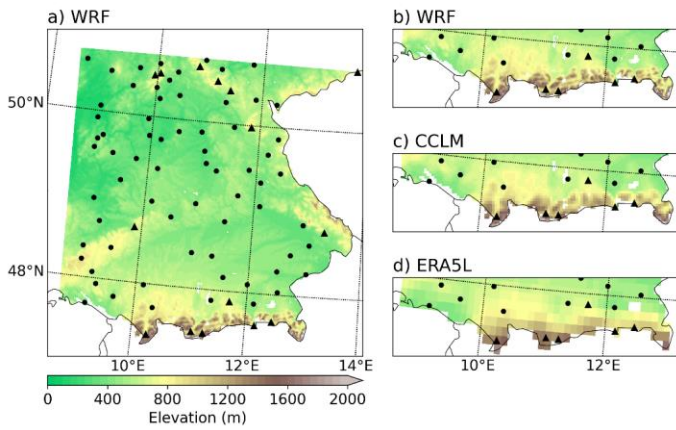 a) WRF
50°N
48°N
10°E
12°E
14°E
0
400
800
1200
1600
2000
Elevation (m)
b) WRF
c) CCLM
d) ERA5L
10°E
12°E